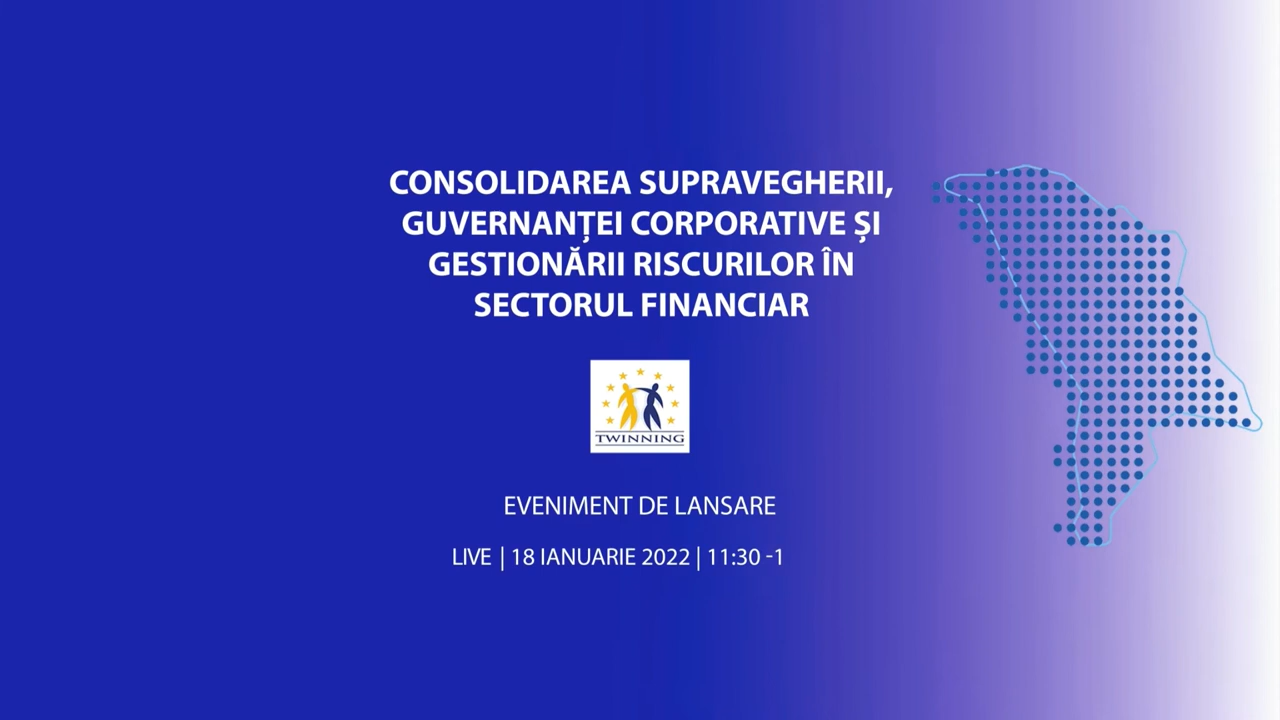 CONSOLIDAREA SUPRAVEGHERII,
GUVERNANȚEI CORPORATIVE ȘI
GESTIONĂRII RISCURILOR ÎN
SECTORUL FINANCIAR
TWINNING
EVENIMENT DE LANSARE
LIVE | 18 IANUARIE 2022 | 11:30 -1